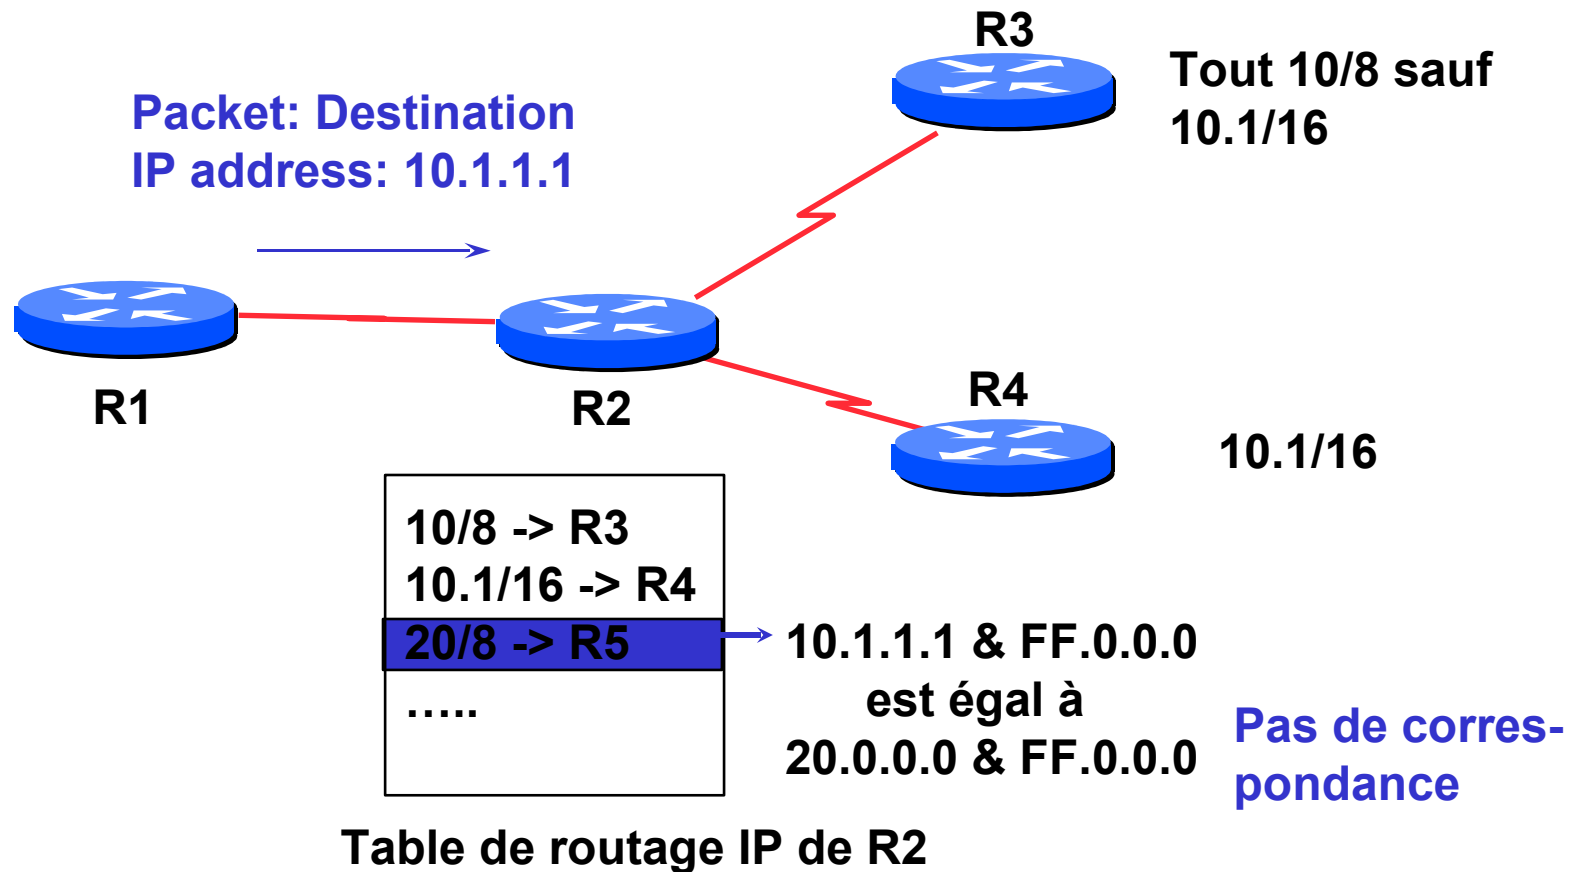 R3
Tout 10/8 sauf
10.1/16
Packet: Destination
IP address: 10.1.1.1
R1
R2
R4
10.1/16
10/8 -> R3
10.1/16 -> R4
20/8 -> R5
…..
10.1.1.1 & FF.0.0.0
est égal à
20.0.0.0 & FF.0.0.0
Pas de corres-
pondance
Table de routage IP de R2